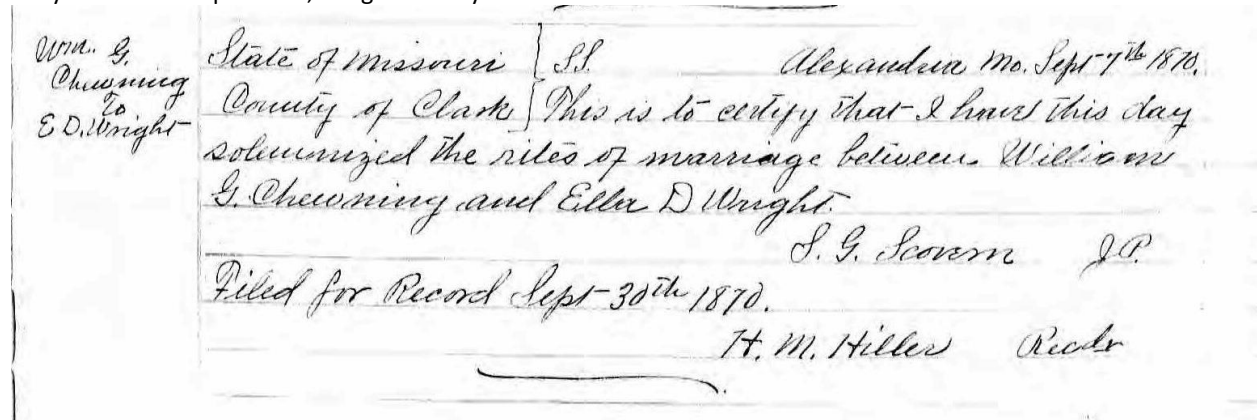 Wm. G.
Chewning
to
E D. Wright
State of Missouri } SS. Alexandria Mo. Sept 7th 1870.
County of Clark } This is to certify that I have this day
solumnized the rites of marriage between William
G. Chewning and Ella D Wright.
S. G. Scovern J.P.
Filed for Record Sept 30th 1870.
H. M. Hiller Recdr